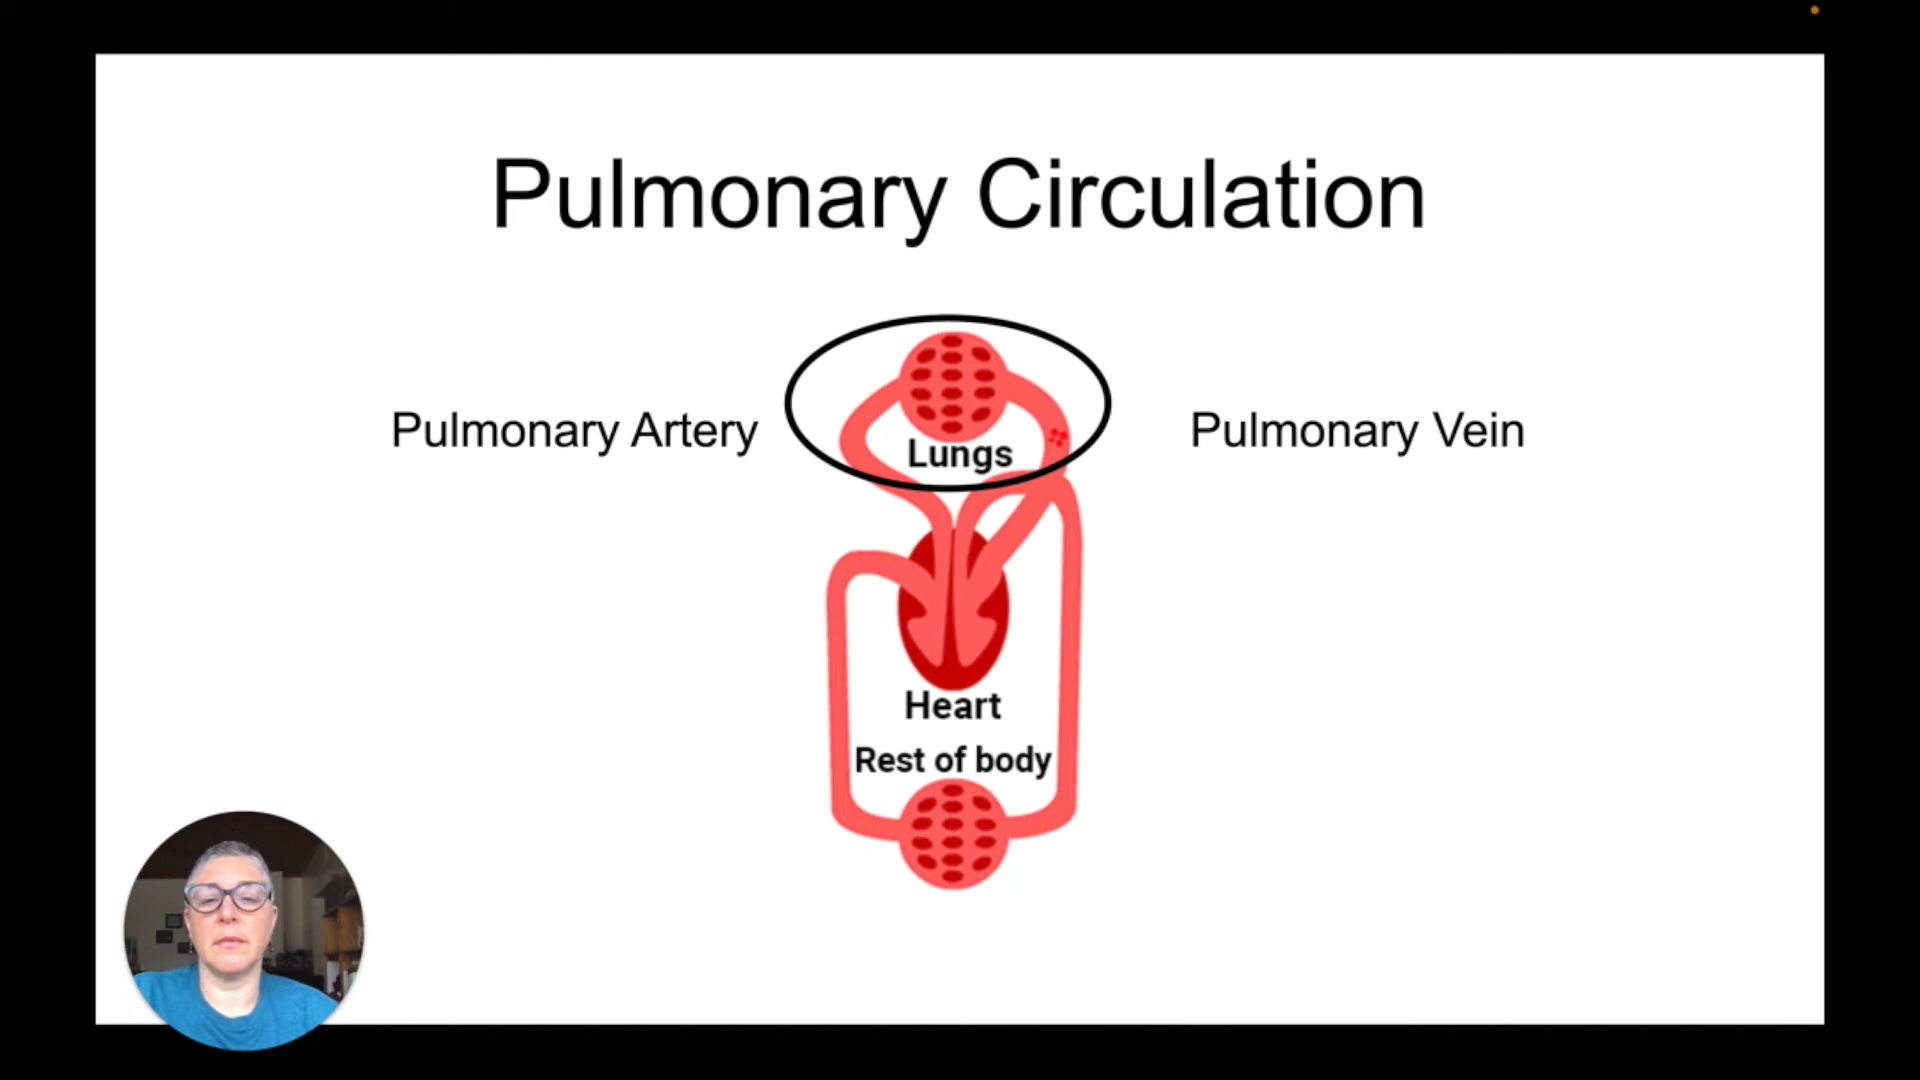 Pulmonary Circulation
Pulmonary Artery
Pulmonary Vein
Lungs
Heart
Rest of body